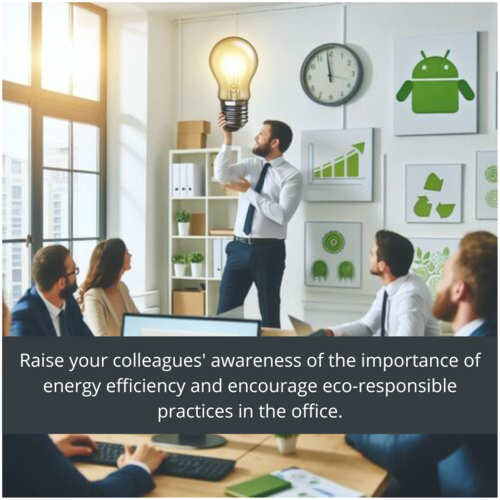 Raise your colleagues' awareness of the importance of
energy efficiency and encourage eco-responsible
practices in the office.